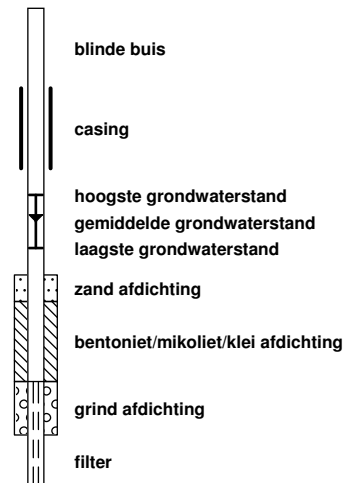 blinde buis
casing
hoogste grondwaterstand
gemiddelde grondwaterstand
laagste grondwaterstand
zand afdichting
bentoniet/mikoliet/klei afdichting
grind afdichting
filter